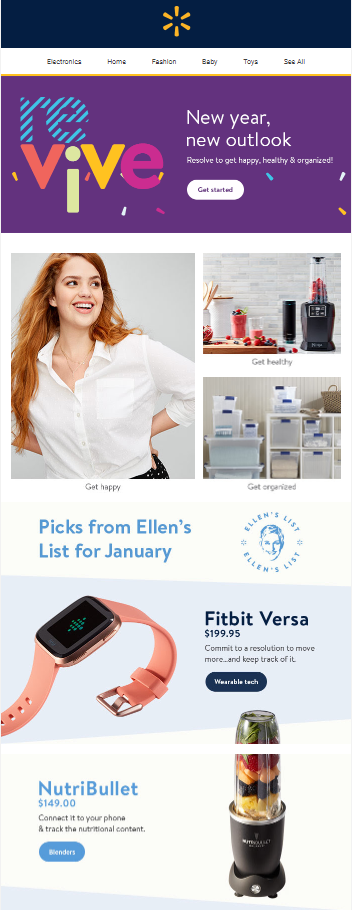 Electronics Home Fashion Baby Toys See All
re
vive
New year,
new outlook
Resolve to get happy, healthy & organized!
Get started
Get healthy
Get happy
Get organized
Picks from Ellen's
List for January
ELLEN'S LIST
ELLEN'S LIST
Fitbit Versa
$199.95
Commit to a resolution to move
more...and keep track of it.
Wearable tech
NutriBullet
$149.00
Connect it to your phone
& track the nutritional content.
Blenders
NUTRIBULLET